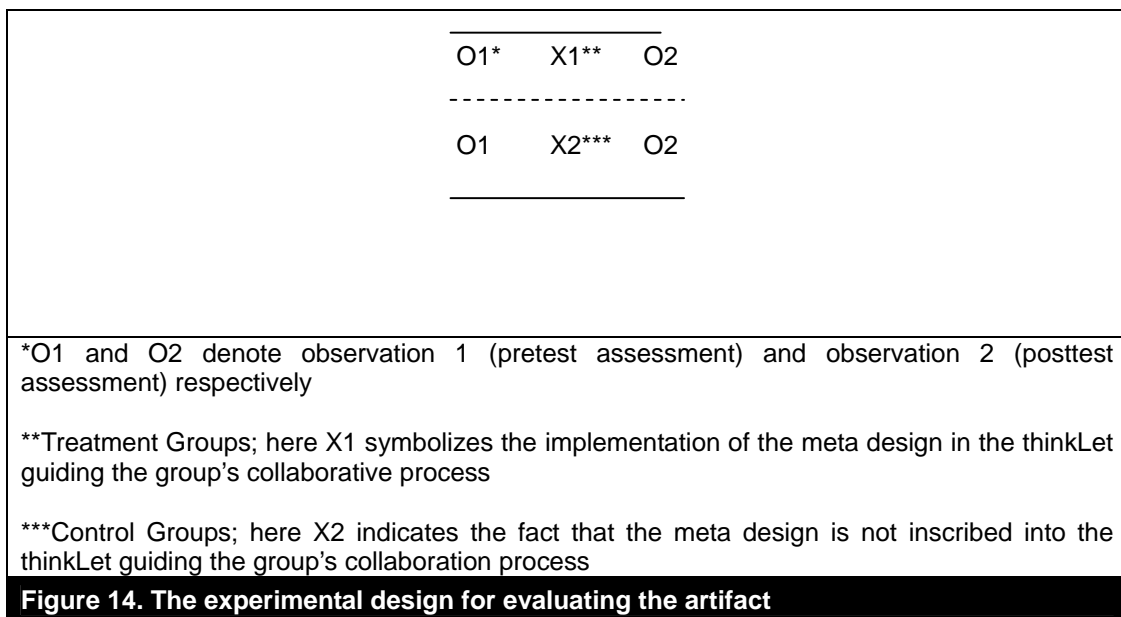 O1* X1** O2
O1 X2*** O2
*O1 and O2 denote observation 1 (pretest assessment) and observation 2 (posttest
assessment) respectively
**Treatment Groups; here X1 symbolizes the implementation of the meta design in the thinkLet
guiding the group’s collaborative process
***Control Groups; here X2 indicates the fact that the meta design is not inscribed into the
thinkLet guiding the group’s collaboration process
Figure 14. The experimental design for evaluating the artifact